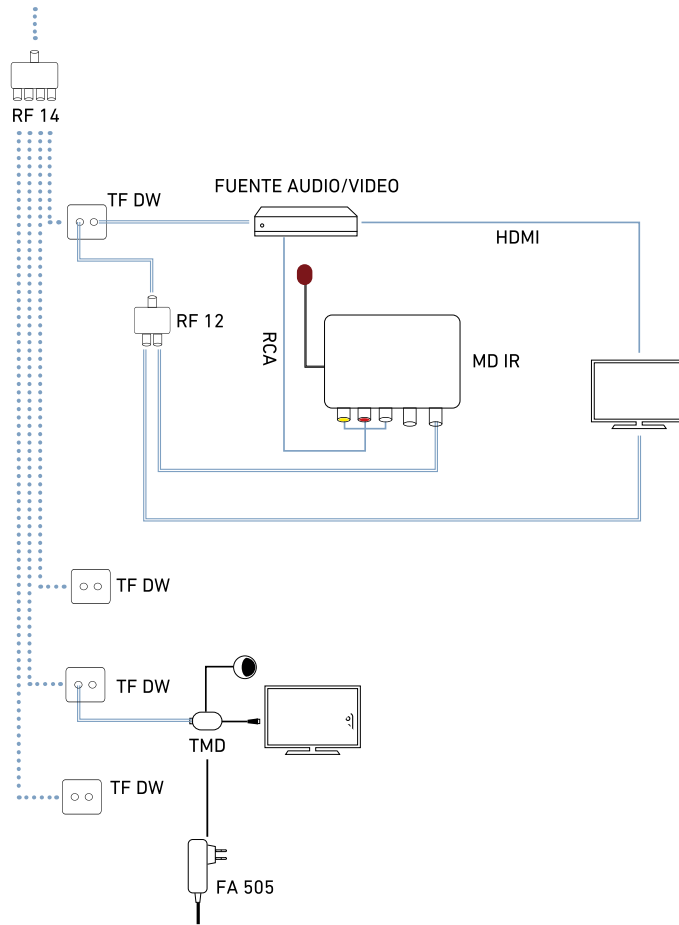 RF 14
TF DW
FUENTE AUDIO/VIDEO
HDMI
RF 12
RCA
MD IR
TF DW
TF DW
TMD
TF DW
FA 505